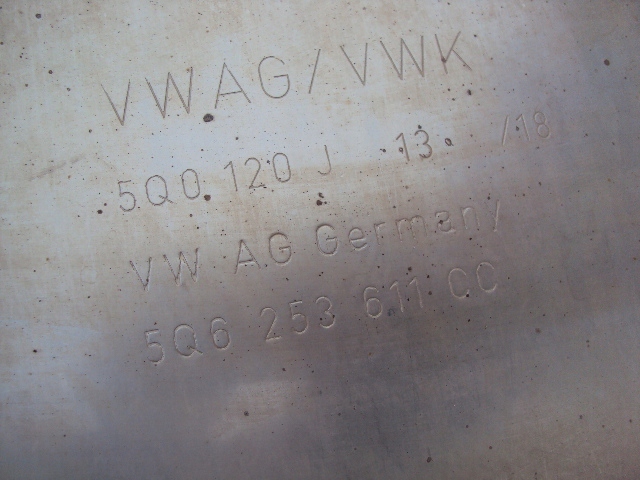 VWAG/VWK
5Q0 120 J 13 /18
VW AG Germany
5Q6 253 611 CC